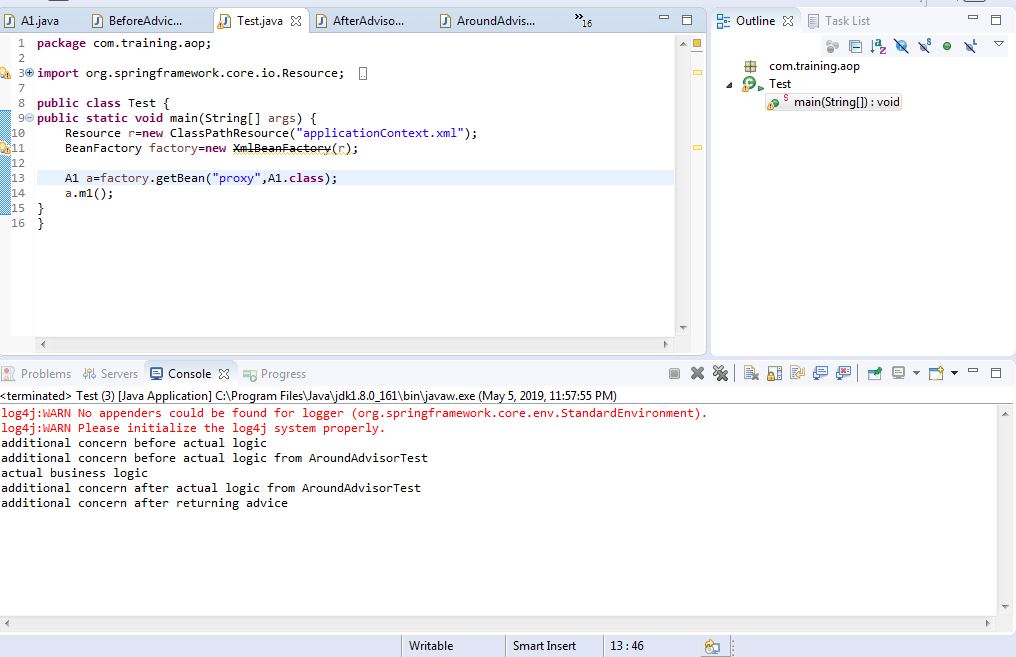 A1.java BeforeAdvic... Test.java AfterAdviso... AroundAdvis... »16
1 package com.training.aop;
2
3 import org.springframework.core.io.Resource;
7
8 public class Test {
9 public static void main(String[] args) {
10 Resource r=new ClassPathResource("applicationContext.xml");
11 BeanFactory factory=new XmlBeanFactory(r);
12
13 A1 a=factory.getBean("proxy",A1.class);
14 a.m1();
15 }
16 }
Outline Task List
com.training.aop
Test
S main(String[]) : void
Problems Servers Console Progress
<terminated> Test (3) [Java Application] C:\Program Files\Java\jdk1.8.0_161\bin\javaw.exe (May 5, 2019, 11:57:55 PM)
log4j:WARN No appenders could be found for logger (org.springframework.core.env.StandardEnvironment).
log4j:WARN Please initialize the log4j system properly.
additional concern before actual logic
additional concern before actual logic from AroundAdvisorTest
actual business logic
additional concern after actual logic from AroundAdvisorTest
additional concern after returning advice
Writable Smart Insert 13 : 46